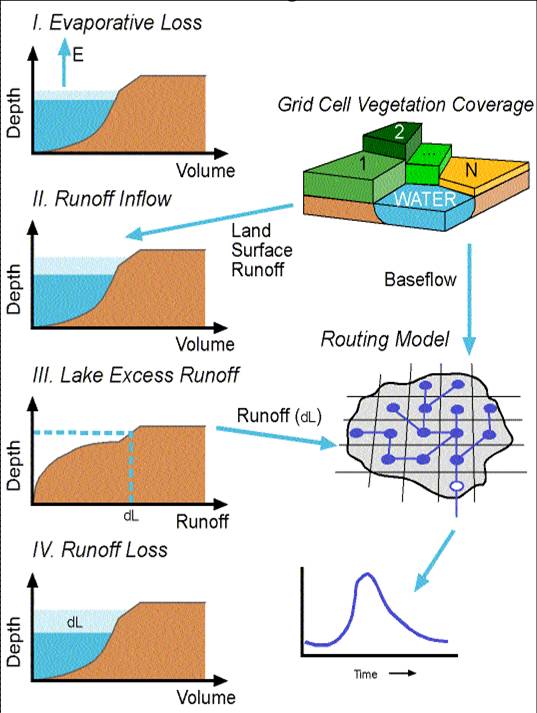 I. Evaporative Loss
E
Depth
Volume
Grid Cell Vegetation Coverage
1
2
...
N
WATER
II. Runoff Inflow
Land
Surface
Runoff
Depth
Volume
Baseflow
Routing Model
III. Lake Excess Runoff
Runoff (dL)
Depth
dL
Runoff
IV. Runoff Loss
dL
Depth
Volume
Time